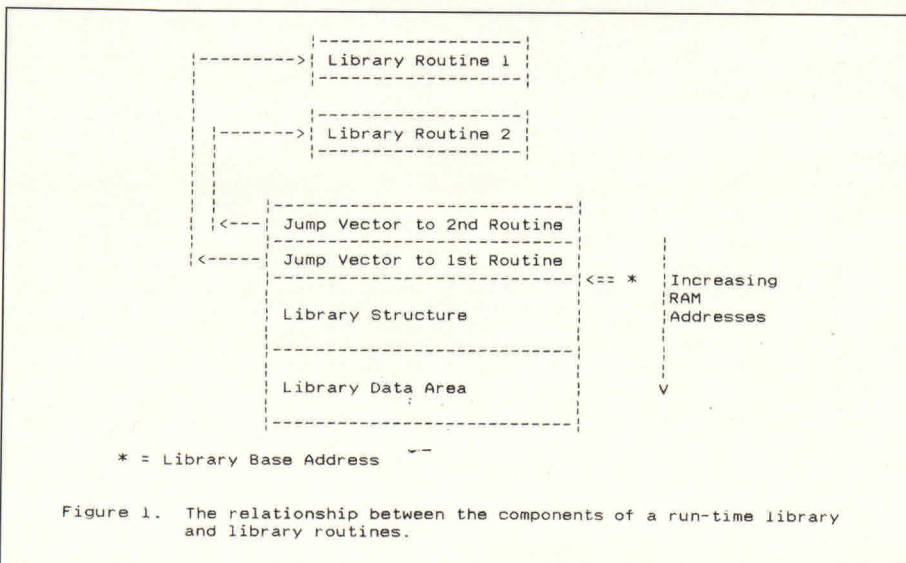 Library Routine 1
Library Routine 2
Jump Vector to 2nd Routine
Jump Vector to 1st Routine
<== * Increasing
RAM
Addresses
Library Structure
Library Data Area
V
* = Library Base Address
Figure 1. The relationship between the components of a run-time library
and library routines.